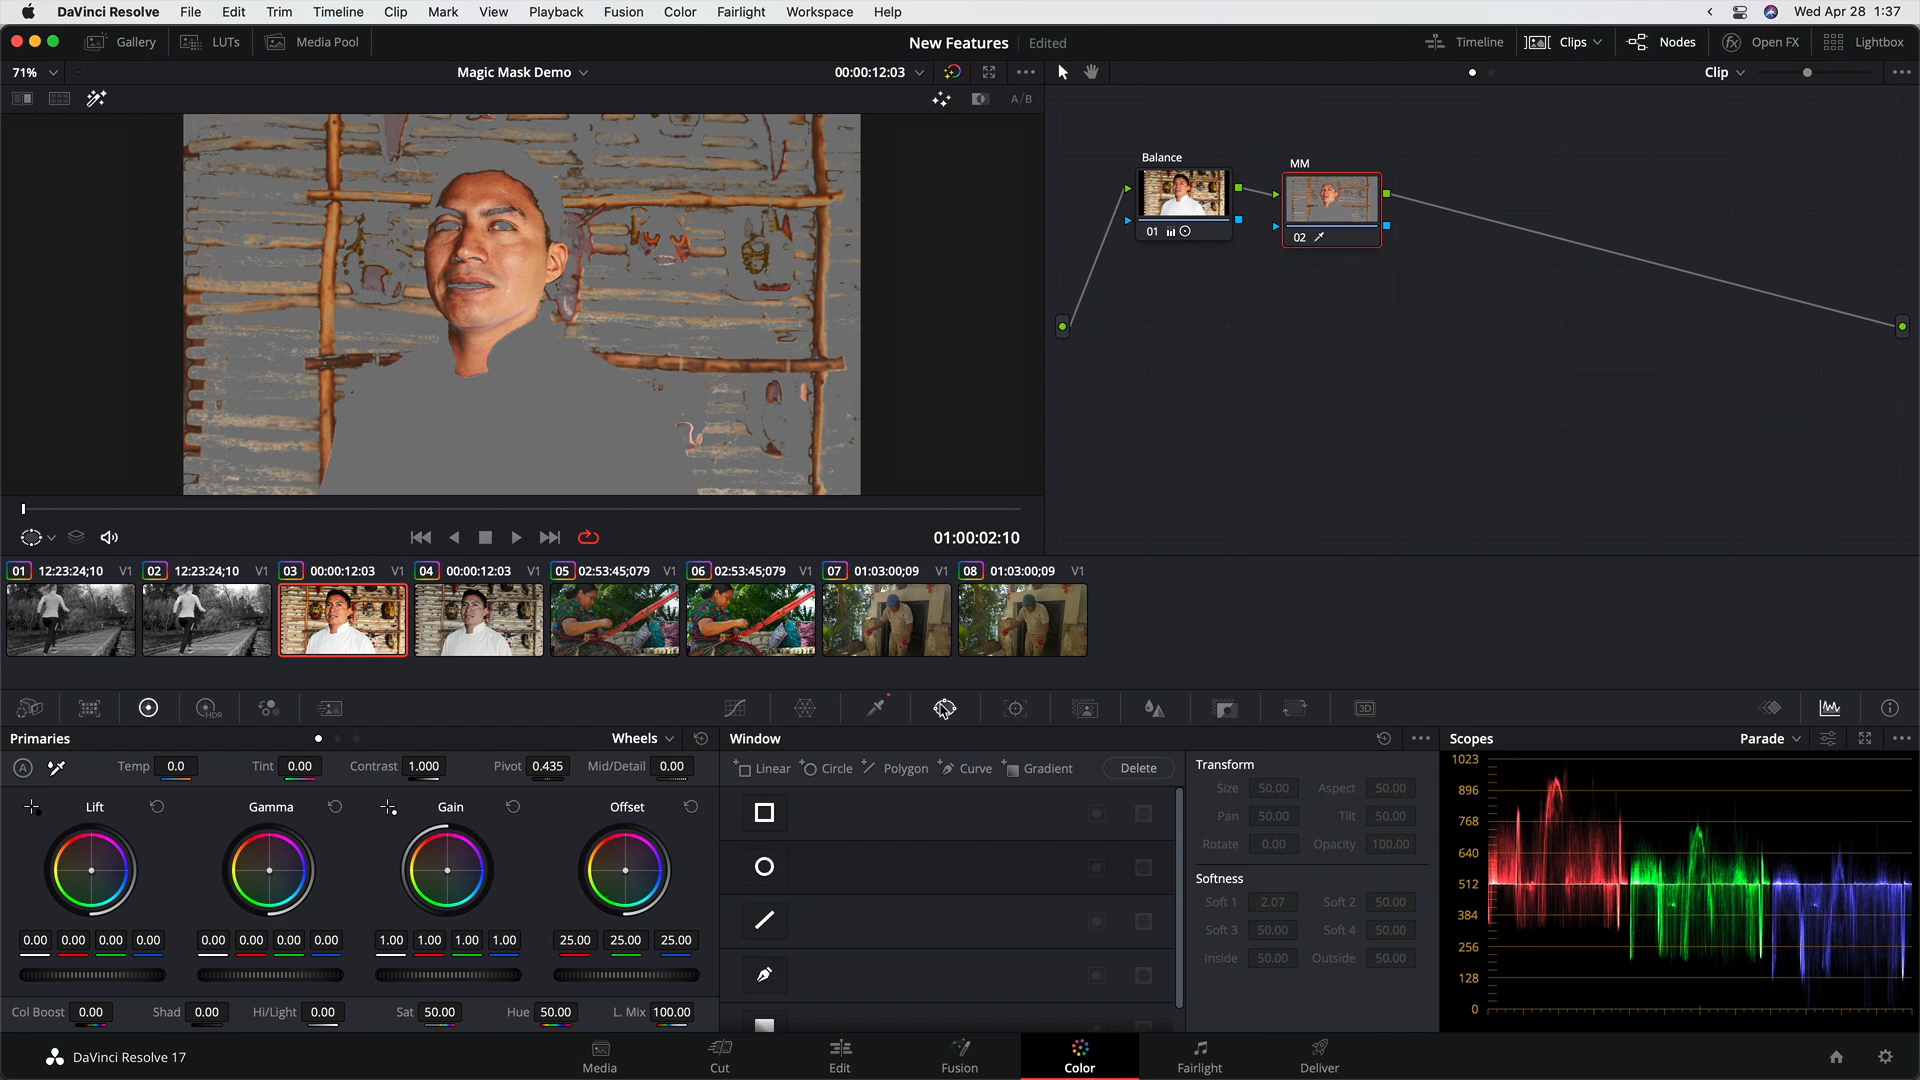 DaVinci Resolve File Edit Trim Timeline Clip Mark View Playback Fusion Color Fairlight Workspace Help Wed Apr 28 1:37
Gallery LUTs Media Pool New Features Edited Timeline Clips Nodes Open FX Lightbox
71% Magic Mask Demo 00:00:12:03 Clip
A/B
Balance MM
01 02
01:00:02:10
01 12:23:24;10 V1 02 12:23:24;10 V1 03 00:00:12:03 V1 04 00:00:12:03 V1 05 02:53:45;079 V1 06 02:53:45;079 V1 07 01:03:00;09 V1 08 01:03:00;09 V1
HDR 3D
Primaries Wheels Window Scopes Parade
A Temp 0.0 Tint 0.00 Contrast 1.000 Pivot 0.435 Mid/Detail 0.00
Linear Circle Polygon Curve Gradient Delete
Lift Gamma Gain Offset
0.00 0.00 0.00 0.00 0.00 0.00 0.00 0.00 1.00 1.00 1.00 1.00 25.00 25.00 25.00
Col Boost 0.00 Shad 0.00 Hi/Light 0.00 Sat 50.00 Hue 50.00 L. Mix 100.00
Transform
Size 50.00 Aspect 50.00
Pan 50.00 Tilt 50.00
Rotate 0.00 Opacity 100.00
Softness
Soft 1 2.07 Soft 2 50.00
Soft 3 50.00 Soft 4 50.00
Inside 50.00 Outside 50.00
1023
896
768
640
512
384
256
128
0
DaVinci Resolve 17 Media Cut Edit Fusion Color Fairlight Deliver